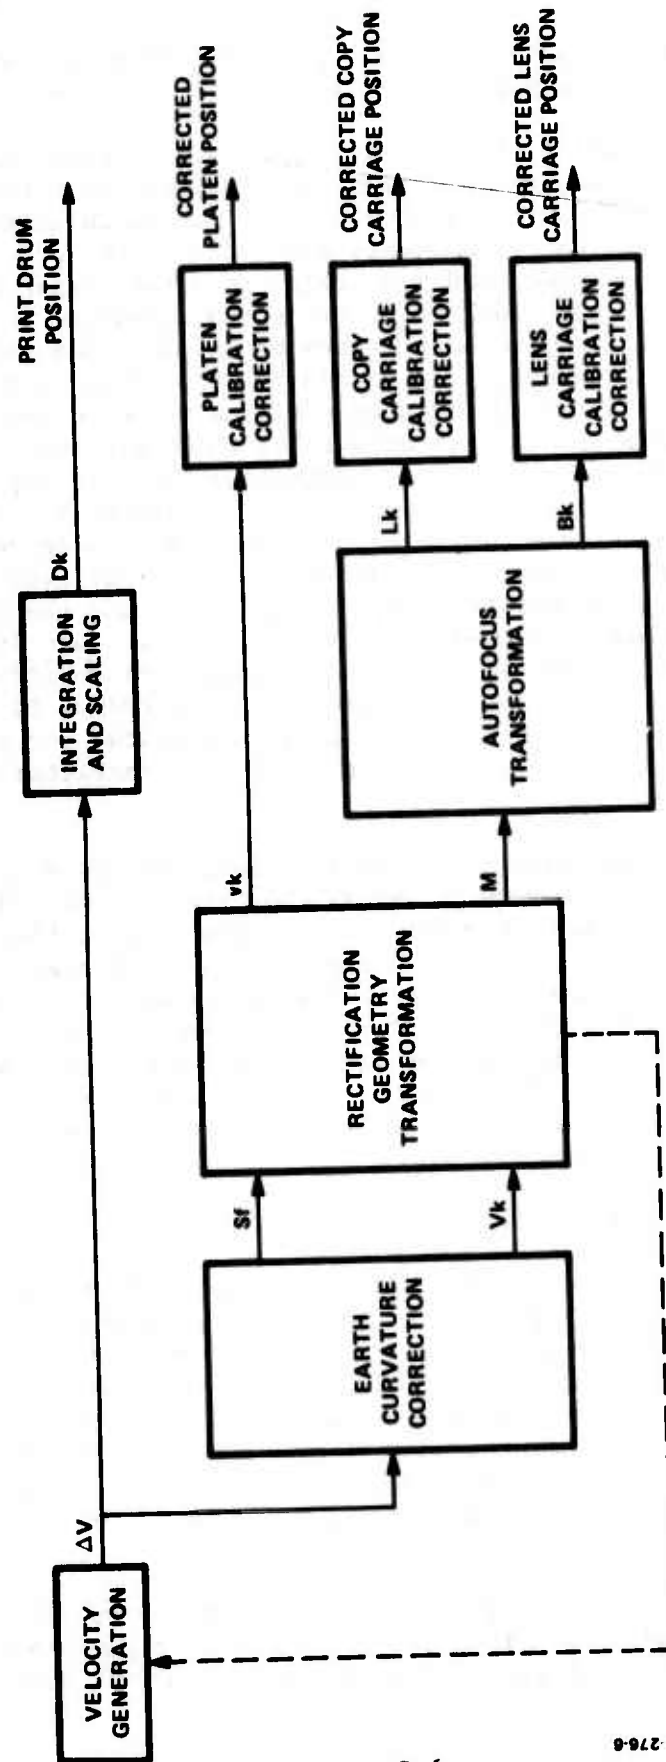 VELOCITY
GENERATION
ΔV
INTEGRATION
AND SCALING
Dk
PRINT DRUM
POSITION
EARTH
CURVATURE
CORRECTION
Sf
Vk
RECTIFICATION
GEOMETRY
TRANSFORMATION
vk
M
AUTOFOCUS
TRANSFORMATION
Lk
Bk
PLATEN
CALIBRATION
CORRECTION
CORRECTED
PLATEN POSITION
COPY
CARRIAGE
CALIBRATION
CORRECTION
CORRECTED COPY
CARRIAGE POSITION
LENS
CARRIAGE
CALIBRATION
CORRECTION
CORRECTED LENS
CARRIAGE POSITION
276-6